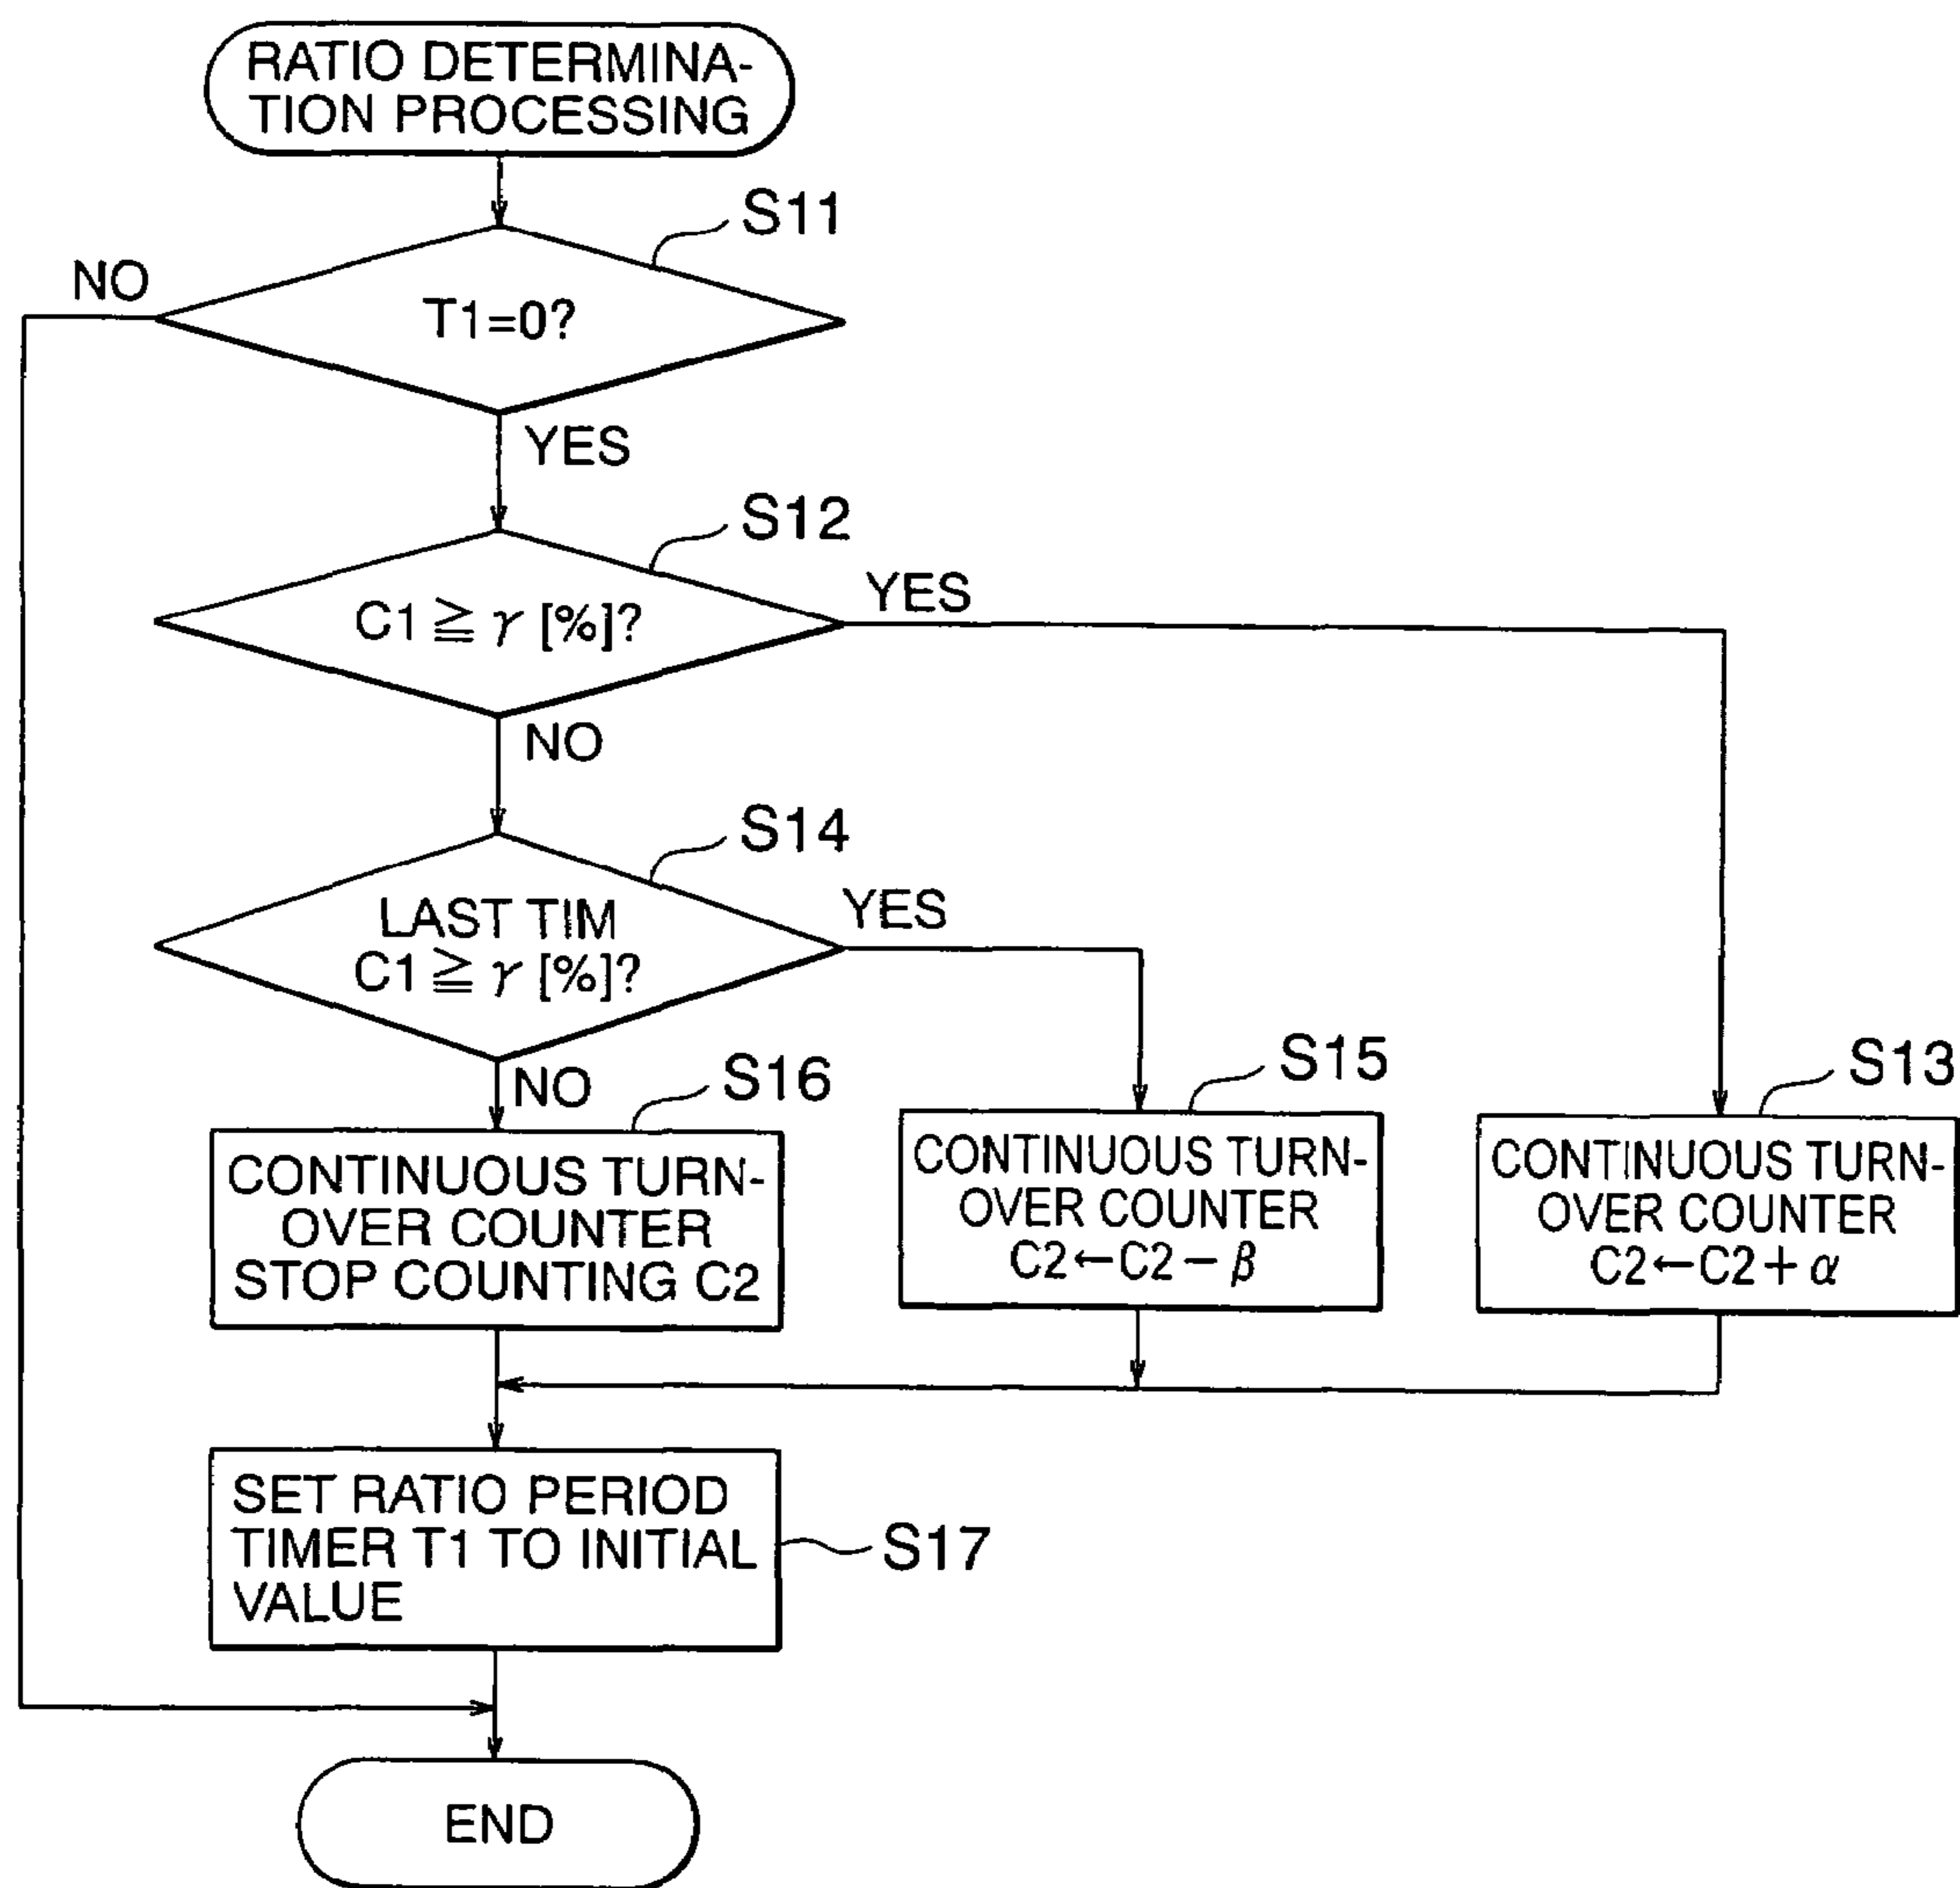 RATIO DETERMINA-
TION PROCESSING
S11
NO
T1=0?
YES
S12
C1 ≧ γ [%]?
YES
NO
S14
LAST TIM
C1 ≧ γ [%]?
YES
NO
S16
CONTINUOUS TURN-
OVER COUNTER
STOP COUNTING C2
S15
CONTINUOUS TURN-
OVER COUNTER
C2←C2－β
S13
CONTINUOUS TURN-
OVER COUNTER
C2←C2＋α
SET RATIO PERIOD
TIMER T1 TO INITIAL
VALUE
S17
END